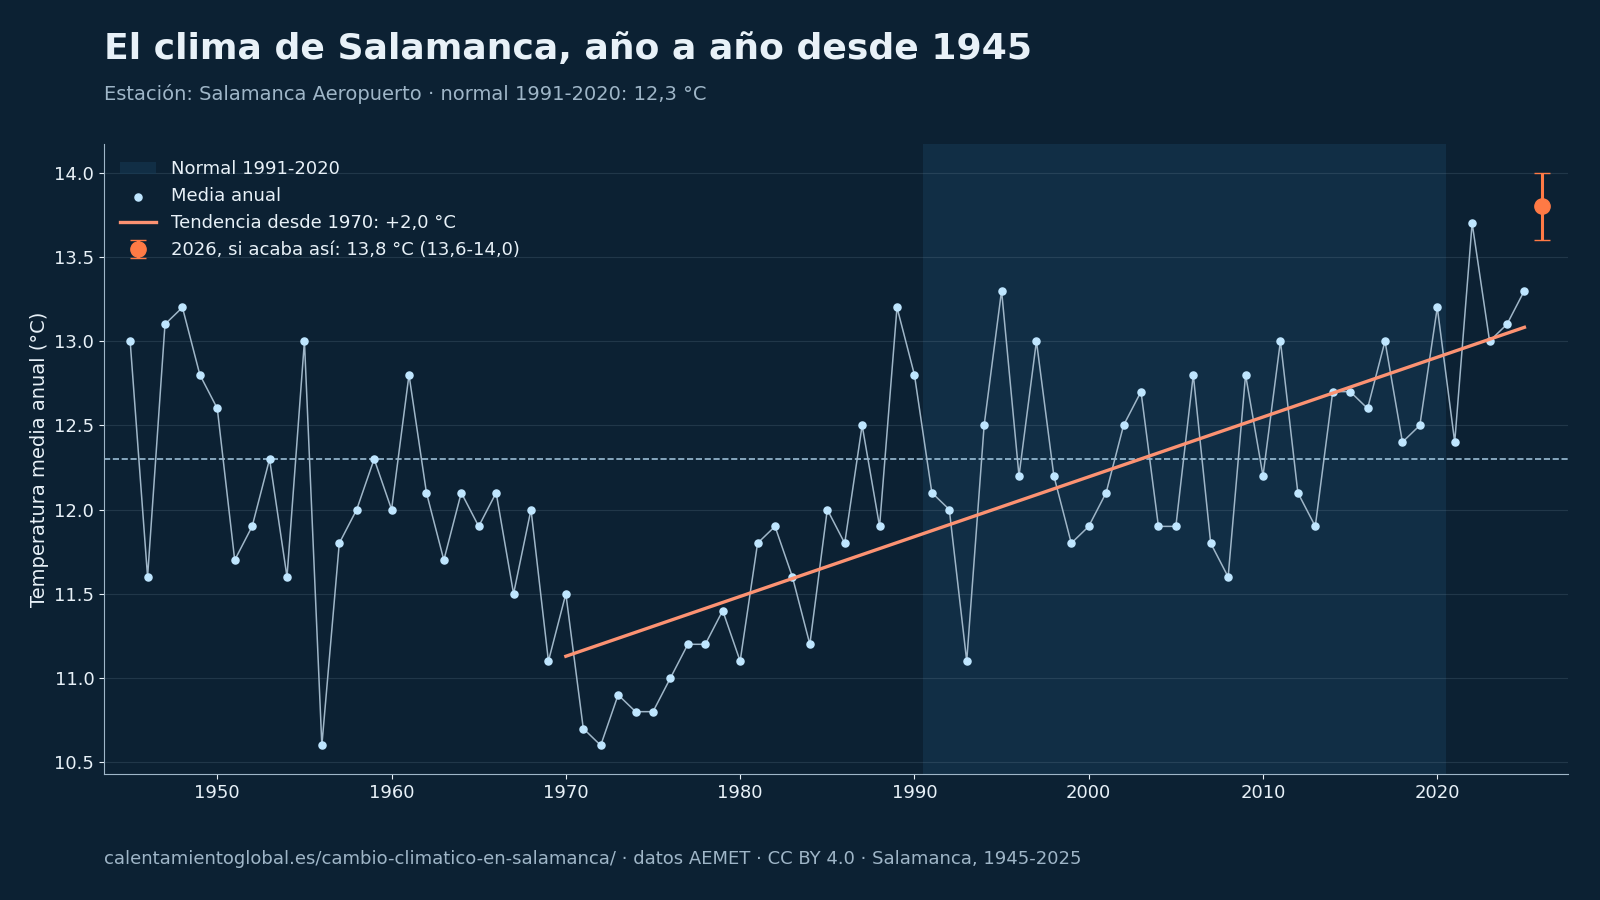 El clima de Salamanca, año a año desde 1945
Estación: Salamanca Aeropuerto · normal 1991-2020: 12,3 °C
Normal 1991-2020
Media anual
Tendencia desde 1970: +2,0 °C
2026, si acaba así: 13,8 °C (13,6-14,0)
Temperatura media anual (°C)
14.0
13.5
13.0
12.5
12.0
11.5
11.0
10.5
1950 1960 1970 1980 1990 2000 2010 2020
calentamientoglobal.es/cambio-climatico-en-salamanca/ · datos AEMET · CC BY 4.0 · Salamanca, 1945-2025